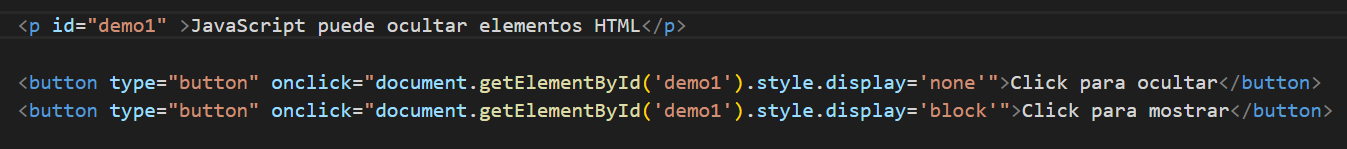 <p id="demo1" >JavaScript puede ocultar elementos HTML</p>
<button type="button" onclick="document.getElementById('demo1').style.display='none'">Click para ocultar</button>
<button type="button" onclick="document.getElementById('demo1').style.display='block'">Click para mostrar</button>